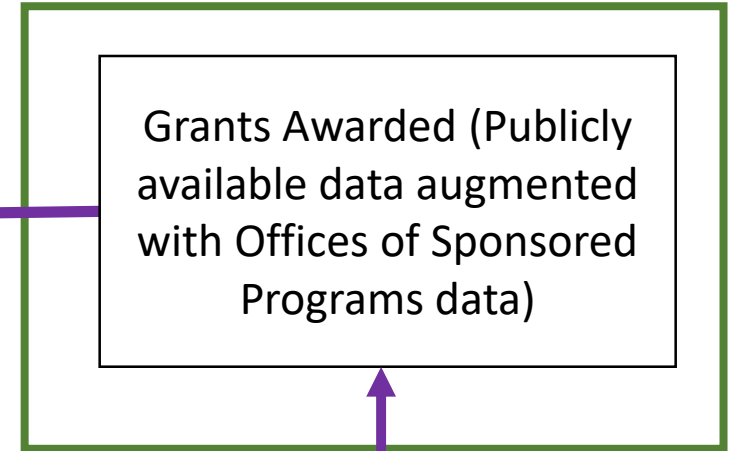 Grants Awarded (Publicly
available data augmented
with Offices of Sponsored
Programs data)